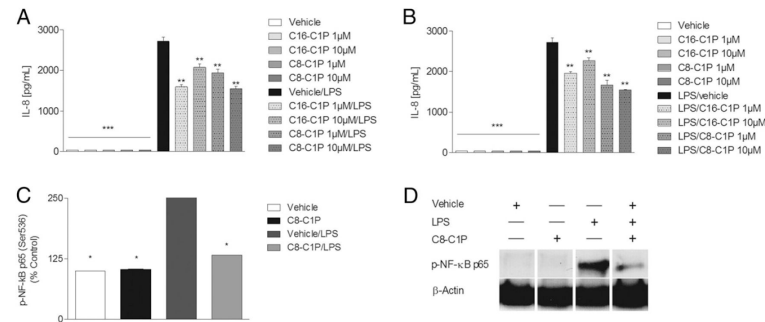 A
3000
2000
1000
0
IL-8 [pg/mL]
***
**
**
**
**
Vehicle
C16-C1P 1μM
C16-C1P 10μM
C8-C1P 1μM
C8-C1P 10μM
Vehicle/LPS
C16-C1P 1μM/LPS
C16-C1P 10μM/LPS
C8-C1P 1μM/LPS
C8-C1P 10μM/LPS
B
3000
2000
1000
0
IL-8 [pg/mL]
***
**
**
**
**
Vehicle
C16-C1P 1μM
C16-C1P 10μM
C8-C1P 1μM
C8-C1P 10μM
LPS/vehicle
LPS/C16-C1P 1μM
LPS/C16-C1P 10μM
LPS/C8-C1P 1μM
LPS/C8-C1P 10μM
C
250
125
0
p-NF-kB p65 (Ser536)
(% Control)
*
*
*
Vehicle
C8-C1P
Vehicle/LPS
C8-C1P/LPS
D
Vehicle + — — +
LPS — — + +
C8-C1P — + — +
p-NF-κB p65
β-Actin